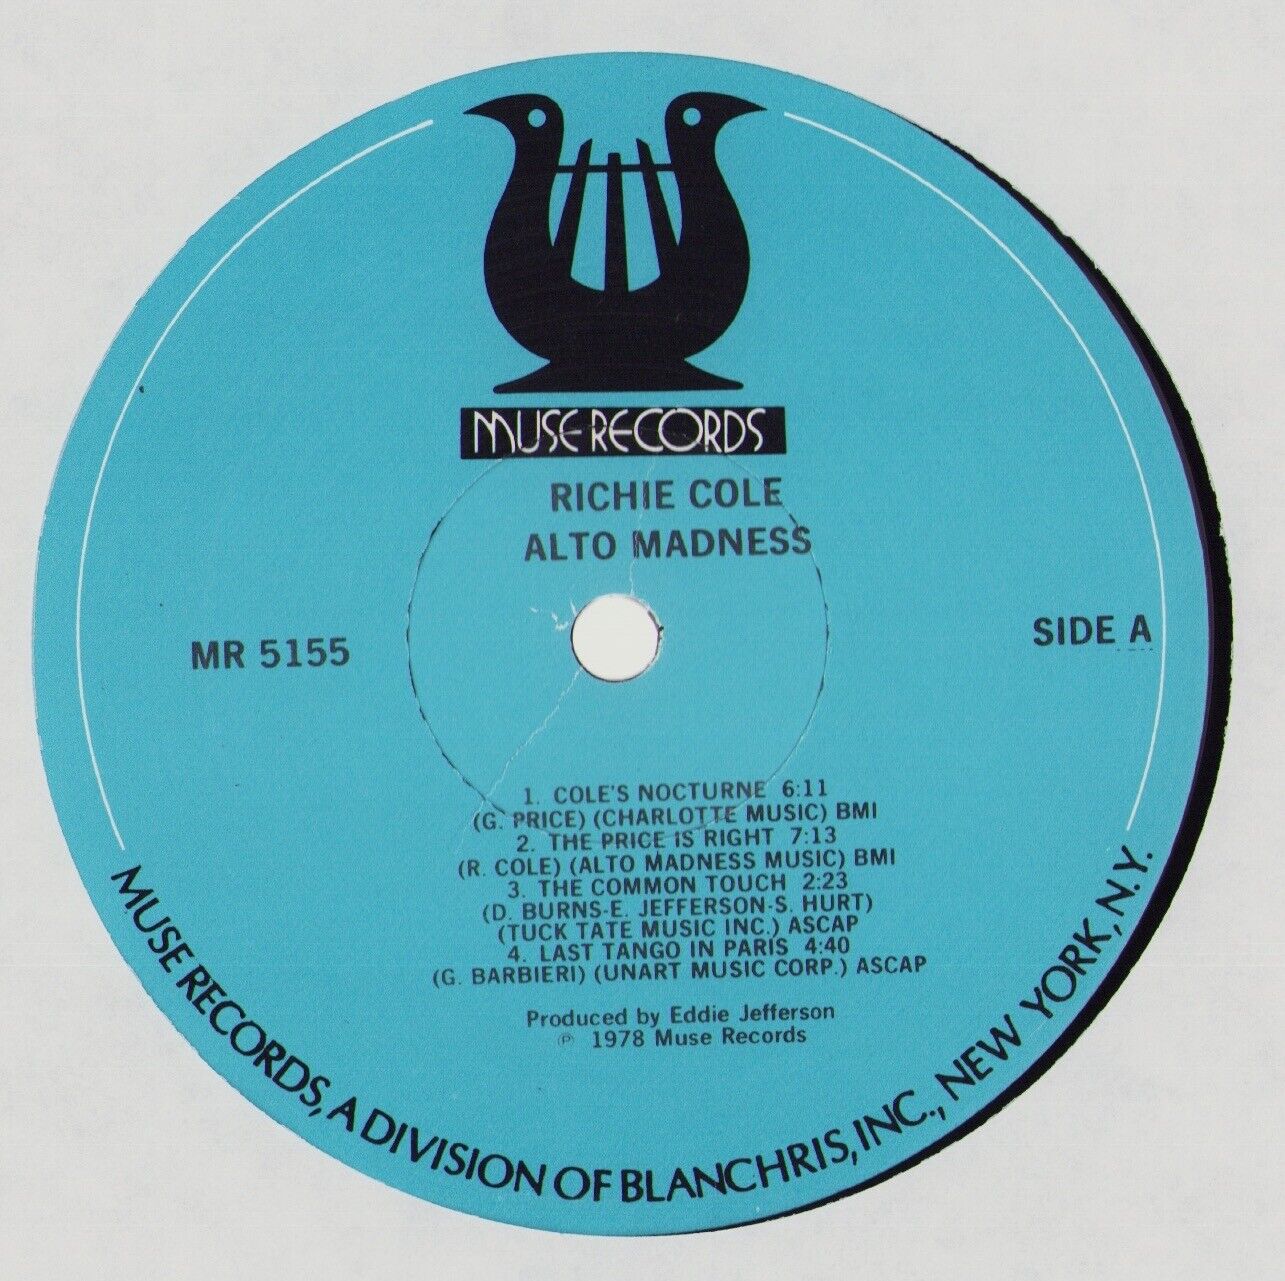 MUSE RECORDS
RICHIE COLE
ALTO MADNESS
MR 5155
SIDE A
1. COLE'S NOCTURNE 6:11
(G. PRICE) (CHARLOTTE MUSIC) BMI
2. THE PRICE IS RIGHT 7:13
(R. COLE) (ALTO MADNESS MUSIC) BMI
3. THE COMMON TOUCH 2:23
(D. BURNS-E. JEFFERSON-S. HURT)
(TUCK TATE MUSIC INC.) ASCAP
4. LAST TANGO IN PARIS 4:40
(G. BARBIERI) (UNART MUSIC CORP.) ASCAP
Produced by Eddie Jefferson
℗ 1978 Muse Records
MUSE RECORDS, A DIVISION OF BLANCHRIS, INC., NEW YORK, N.Y.